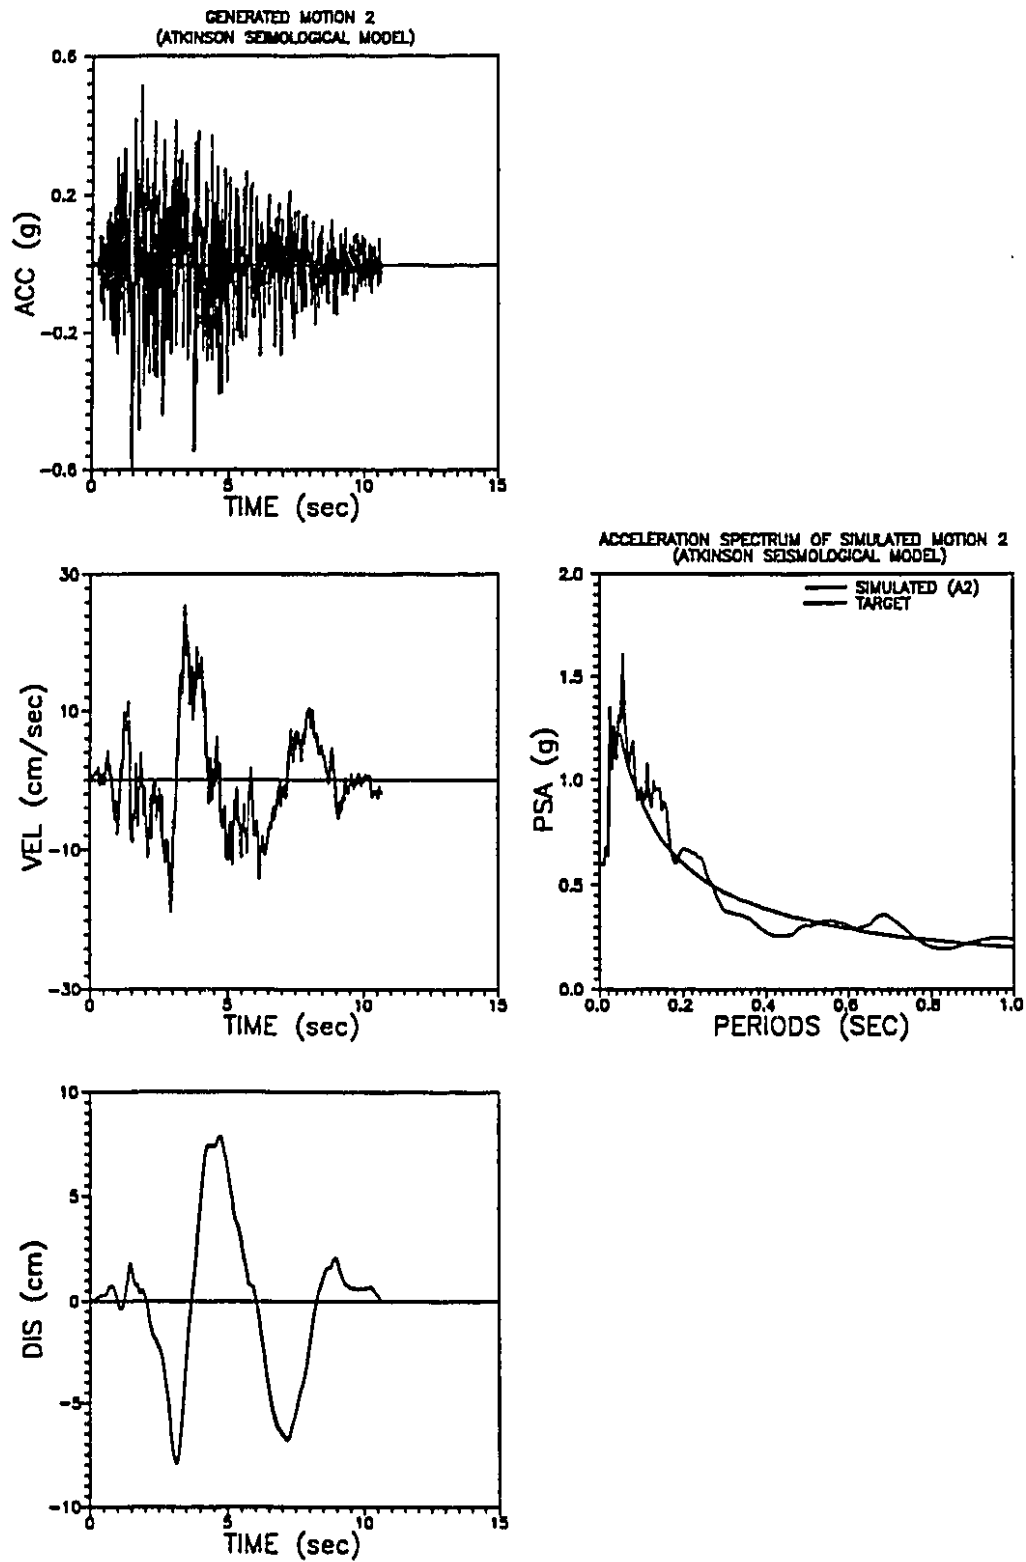 GENERATED MOTION 2
(ATKINSON SEISMOLOGICAL MODEL)
0.6
0.2
-0.2
-0.6
ACC (g)
0 5 10 15
TIME (sec)
30
10
-10
-30
VEL (cm/sec)
0 5 10 15
TIME (sec)
ACCELERATION SPECTRUM OF SIMULATED MOTION 2
(ATKINSON SEISMOLOGICAL MODEL)
SIMULATED (A2)
TARGET
2.0
1.5
1.0
0.5
0.0
PSA (g)
0.0 0.2 0.4 0.6 0.8 1.0
PERIODS (SEC)
10
5
0
-5
-10
DIS (cm)
0 5 10 15
TIME (sec)